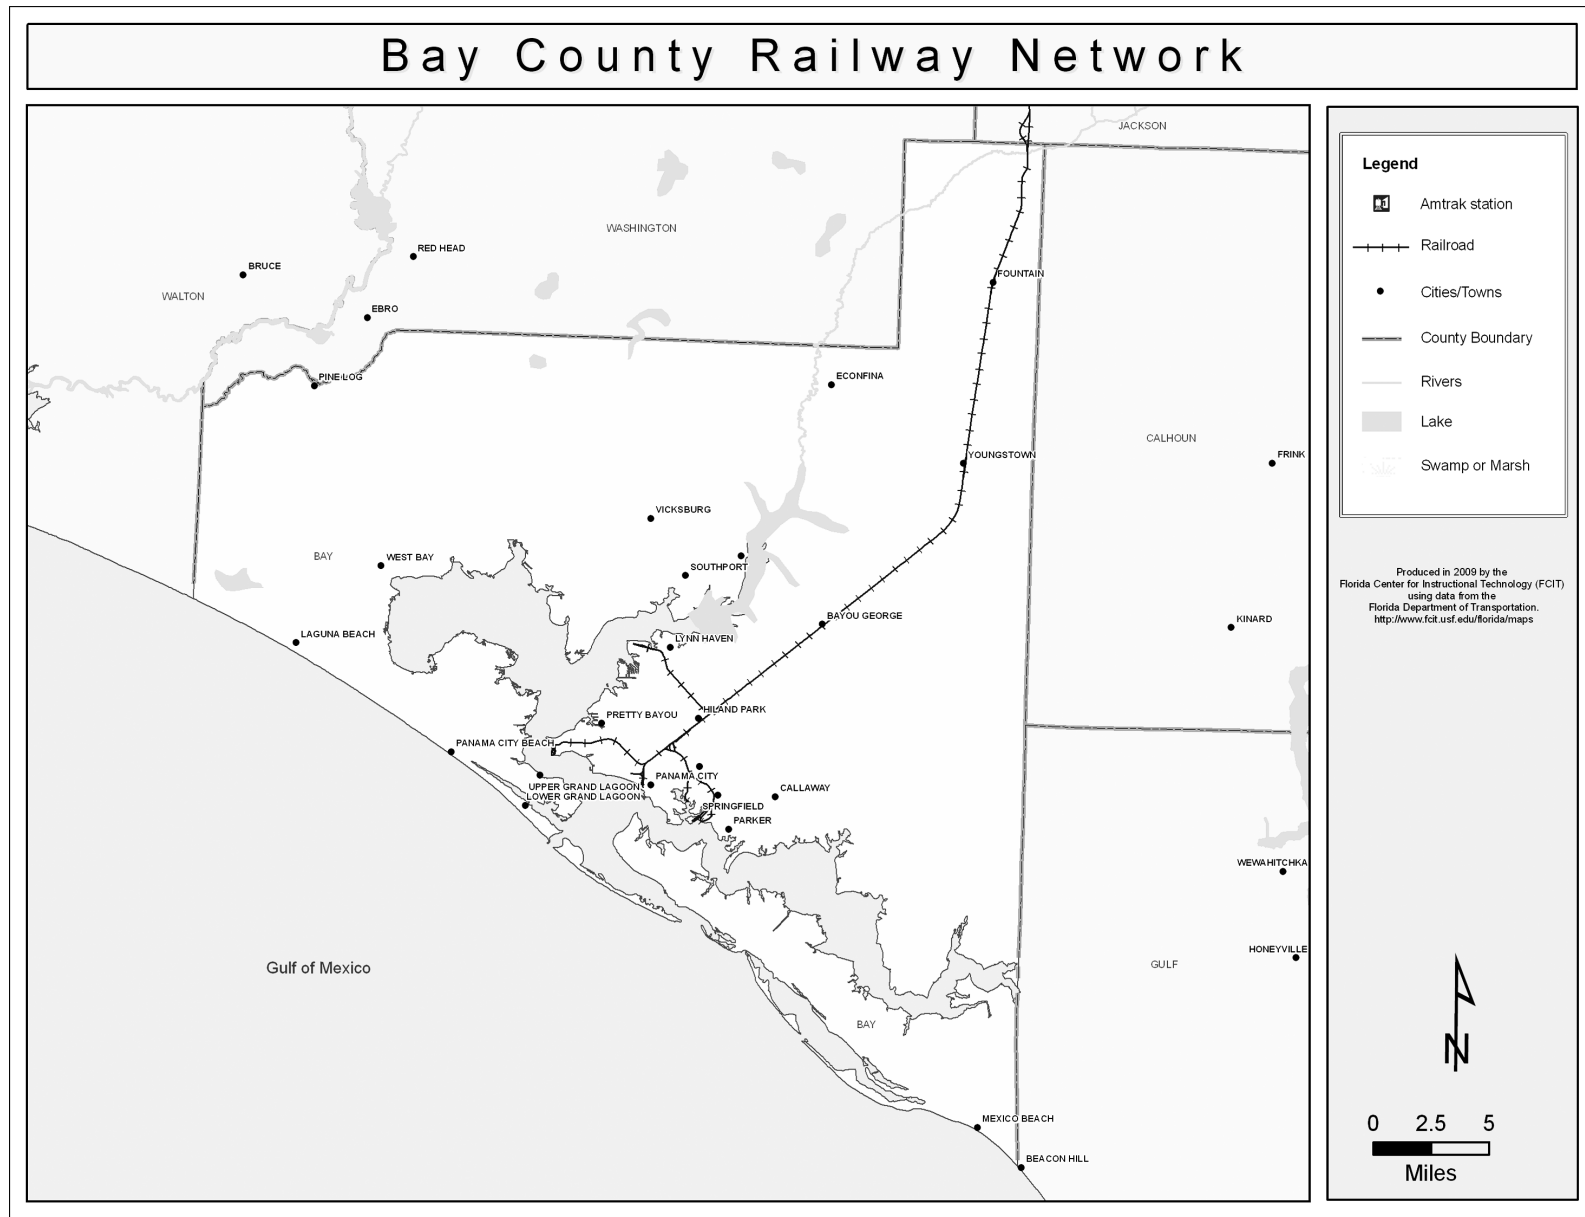 Bay County Railway Network
JACKSON
WASHINGTON
RED HEAD
BRUCE
FOUNTAIN
WALTON
EBRO
PINE LOG
ECONFINA
CALHOUN
YOUNGSTOWN
FRINK
VICKSBURG
BAY
WEST BAY
SOUTHPORT
BAYOU GEORGE
KINARD
LAGUNA BEACH
LYNN HAVEN
HILAND PARK
PRETTY BAYOU
PANAMA CITY BEACH
PANAMA CITY
UPPER GRAND LAGOON
CALLAWAY
LOWER GRAND LAGOON
SPRINGFIELD
PARKER
WEWAHITCHKA
HONEYVILLE
GULF
Gulf of Mexico
BAY
MEXICO BEACH
BEACON HILL
Legend
Amtrak station
Railroad
Cities/Towns
County Boundary
Rivers
Lake
Swamp or Marsh
Produced in 2009 by the
Florida Center for Instructional Technology (FCIT)
using data from the
Florida Department of Transportation.
http://www.fcit.usf.edu/florida/maps
N
0 2.5 5
Miles